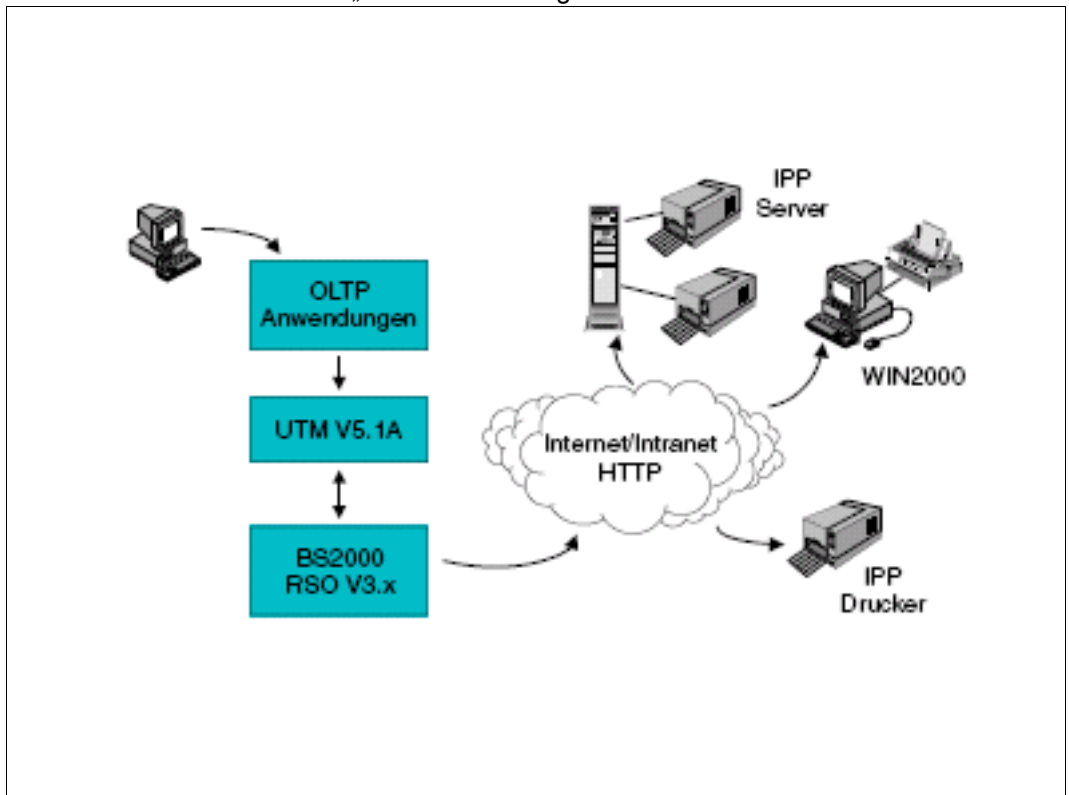 OLTP
Anwendungen
UTM V5.1A
BS2000
RSO V3.x
Internet/Intranet
HTTP
IPP
Server
WIN2000
IPP
Drucker